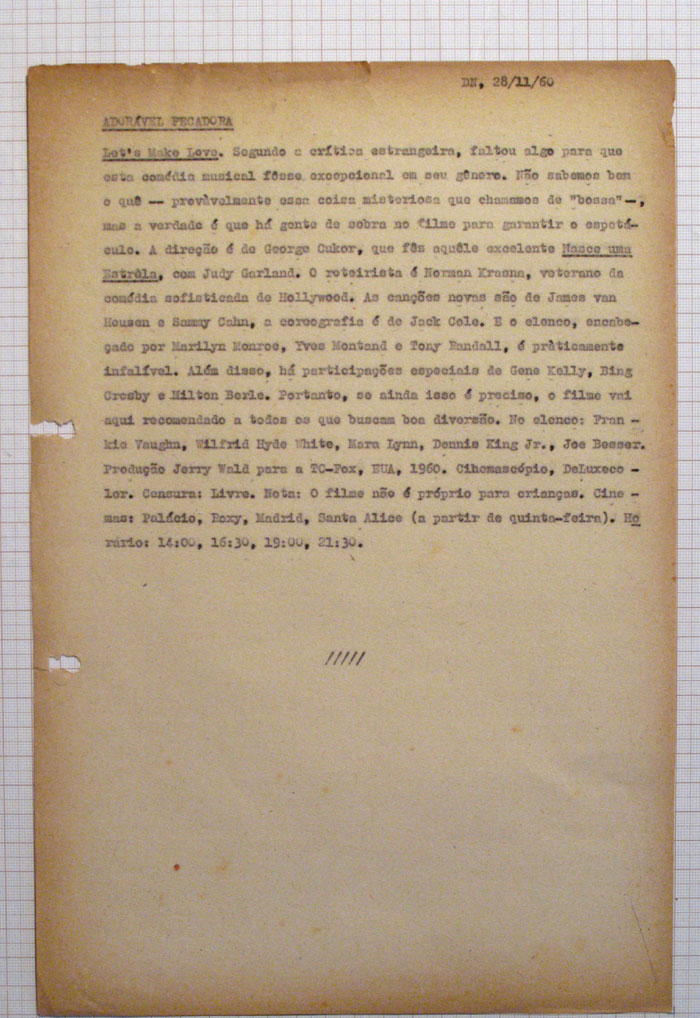 DN, 28/11/60
ADORÁVEL PECADORA
Let's Make Love. Segundo a crítica estrangeira, faltou algo para que
esta comédia musical fôsse excepcional em seu gênero. Não sabemos bem
o quê -- provàvelmente essa coisa misteriosa que chamamos de "bossa"-,
mas a verdade é que há gente de sobra no filme para garantir o espetá-
culo. A direção é de George Cukor, que fês aquêle excelente Nasce uma
Estrêla, com Judy Garland. O roteirista é Norman Krasna, veterano da
comédia sofisticada de Hollywood. As canções novas são de James van
Heusen e Sammy Cahn, a coreografia é de Jack Cole. E o elenco, encabe-
çado por Marilyn Monroe, Yves Montand e Tony Randall, é pràticamente
infalível. Além disso, há participações especiais de Gene Kelly, Bing
Crosby e Milton Berle. Portanto, se ainda isso é preciso, o filme vai
aqui recomendado a todos os que buscam boa diversão. No elenco: Fran -
kie Vaughn, Wilfrid Hyde White, Mara Lynn, Dennis King Jr., Joe Besser.
Produção Jerry Wald para a TC-Fox, EUA, 1960. Cinemascópio, DeLuxeco -
lor. Censura: Livre. Nota: O filme não é próprio para crianças. Cine -
mas: Palácio, Roxy, Madrid, Santa Alice (a partir de quinta-feira). Ho
rário: 14:00, 16:30, 19:00, 21:30.
/////